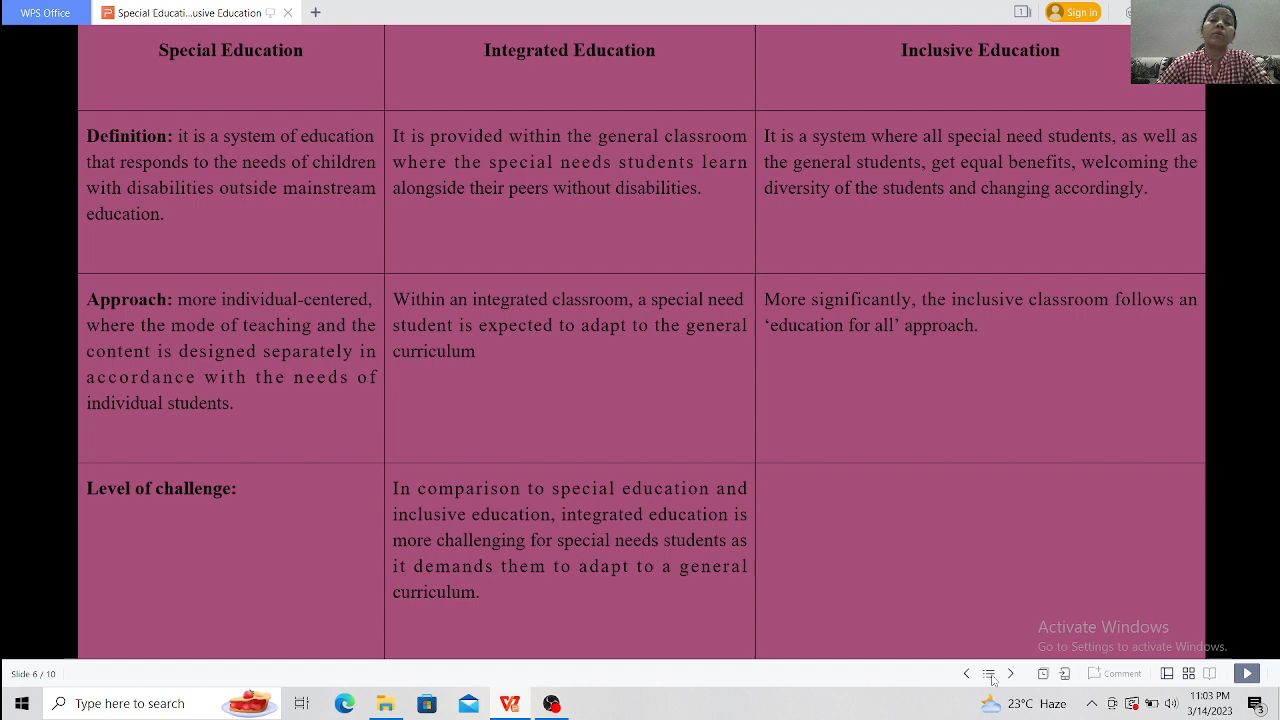 WPS Office
Special Education...ted
+
Sign in
Special Education
Integrated Education
Inclusive Education
Definition: it is a system of education
that responds to the needs of children
with disabilities outside mainstream
education.
It is provided within the general classroom
where the special needs students learn
alongside their peers without disabilities.
It is a system where all special need students, as well as
the general students, get equal benefits, welcoming the
diversity of the students and changing accordingly.
Approach: more individual-centered,
where the mode of teaching and the
content is designed separately in
accordance with the needs of
individual students.
Within an integrated classroom, a special need
student is expected to adapt to the general
curriculum
More significantly, the inclusive classroom follows an
‘education for all’ approach.
Level of challenge:
In comparison to special education and
inclusive education, integrated education is
more challenging for special needs students as
it demands them to adapt to a general
curriculum.
Activate Windows
Go to Settings to activate Windows.
Slide 6 / 10
Comment
Type here to search
23°C Haze
11:03 PM
3/14/2023